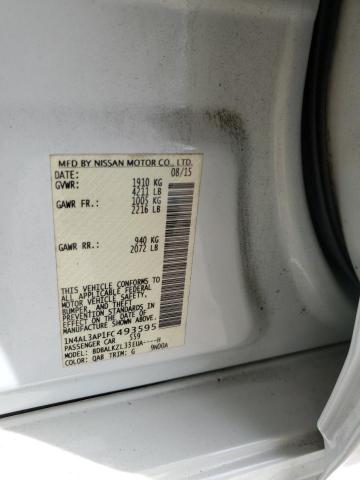 MFD BY NISSAN MOTOR CO., LTD.
DATE: 08/15
GVWR: 1910 KG
4211 LB
GAWR FR.: 1005 KG
2216 LB
GAWR RR.: 940 KG
2072 LB
THIS VEHICLE CONFORMS TO ALL
APPLICABLE FEDERAL
MOTOR VEHICLE SAFETY,
BUMPER, AND THEFT
PREVENTION STANDARDS
IN EFFECT ON THE DATE OF
MANUFACTURE SHOWN ABOVE.
1N4AL3AP1FC493595
PASSENGER CAR 559
MODEL: BDBALKZL33EUA----H
COLOR: QAB TRIM: G 9NDOA